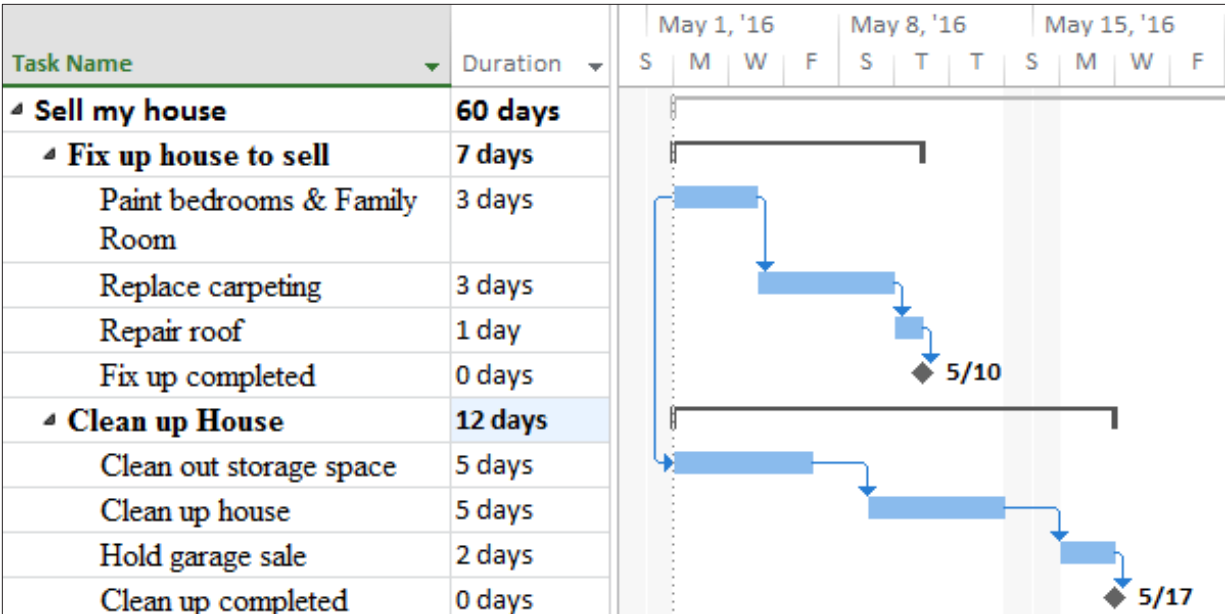 May 1, '16 May 8, '16 May 15, '16
Task Name Duration S M W F S T T S M W F
Sell my house 60 days
Fix up house to sell 7 days
Paint bedrooms & Family 3 days
Room
Replace carpeting 3 days
Repair roof 1 day
Fix up completed 0 days 5/10
Clean up House 12 days
Clean out storage space 5 days
Clean up house 5 days
Hold garage sale 2 days
Clean up completed 0 days 5/17